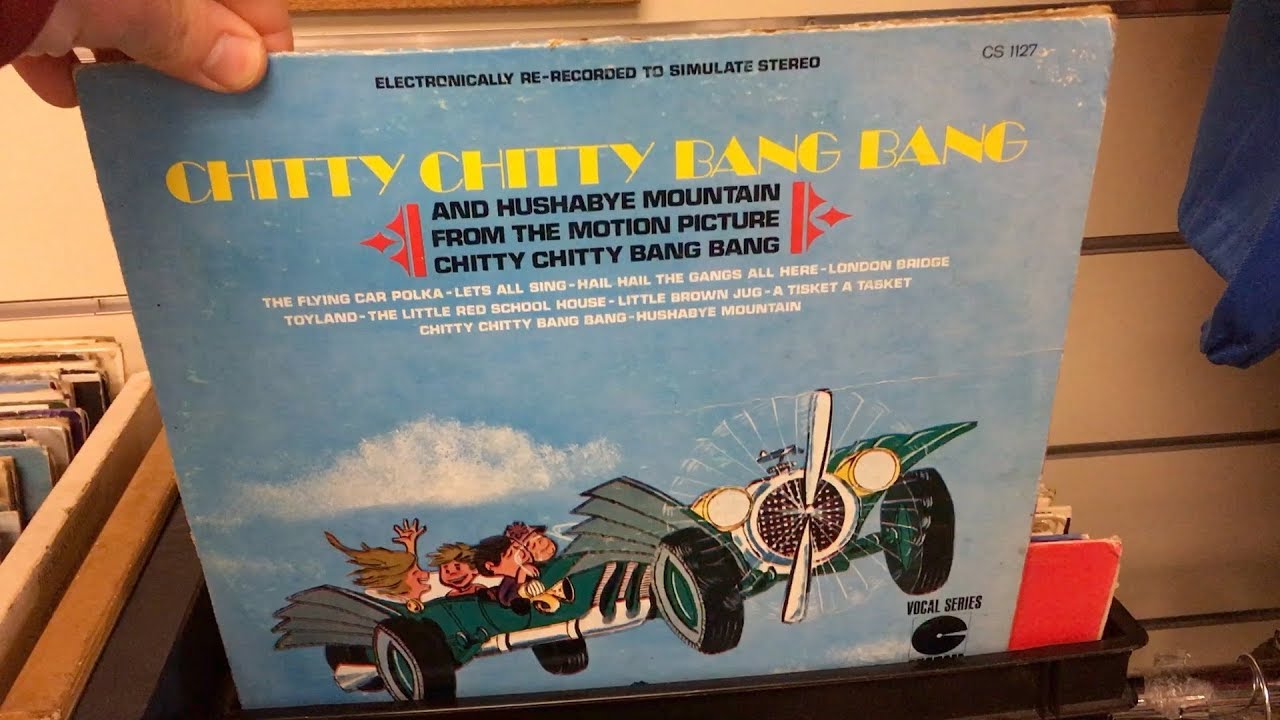 ELECTRONICALLY RE-RECORDED TO SIMULATE STEREO
CS 1127
CHITTY CHITTY BANG BANG
AND HUSHABYE MOUNTAIN
FROM THE MOTION PICTURE
CHITTY CHITTY BANG BANG
THE FLYING CAR POLKA-LETS ALL SING-HAIL HAIL THE GANGS ALL HERE-LONDON BRIDGE
TOYLAND-THE LITTLE RED SCHOOL HOUSE-LITTLE BROWN JUG-A TISKET A TASKET
CHITTY CHITTY BANG BANG-HUSHABYE MOUNTAIN
VOCAL SERIES